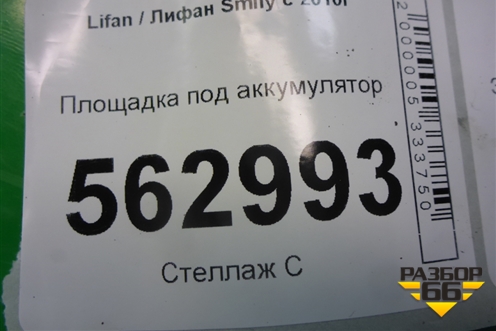 Lifan / Лифан Smily с 2010г
Площадка под аккумулятор
562993
Стеллаж С
2000005333750
РАЗБОР
66